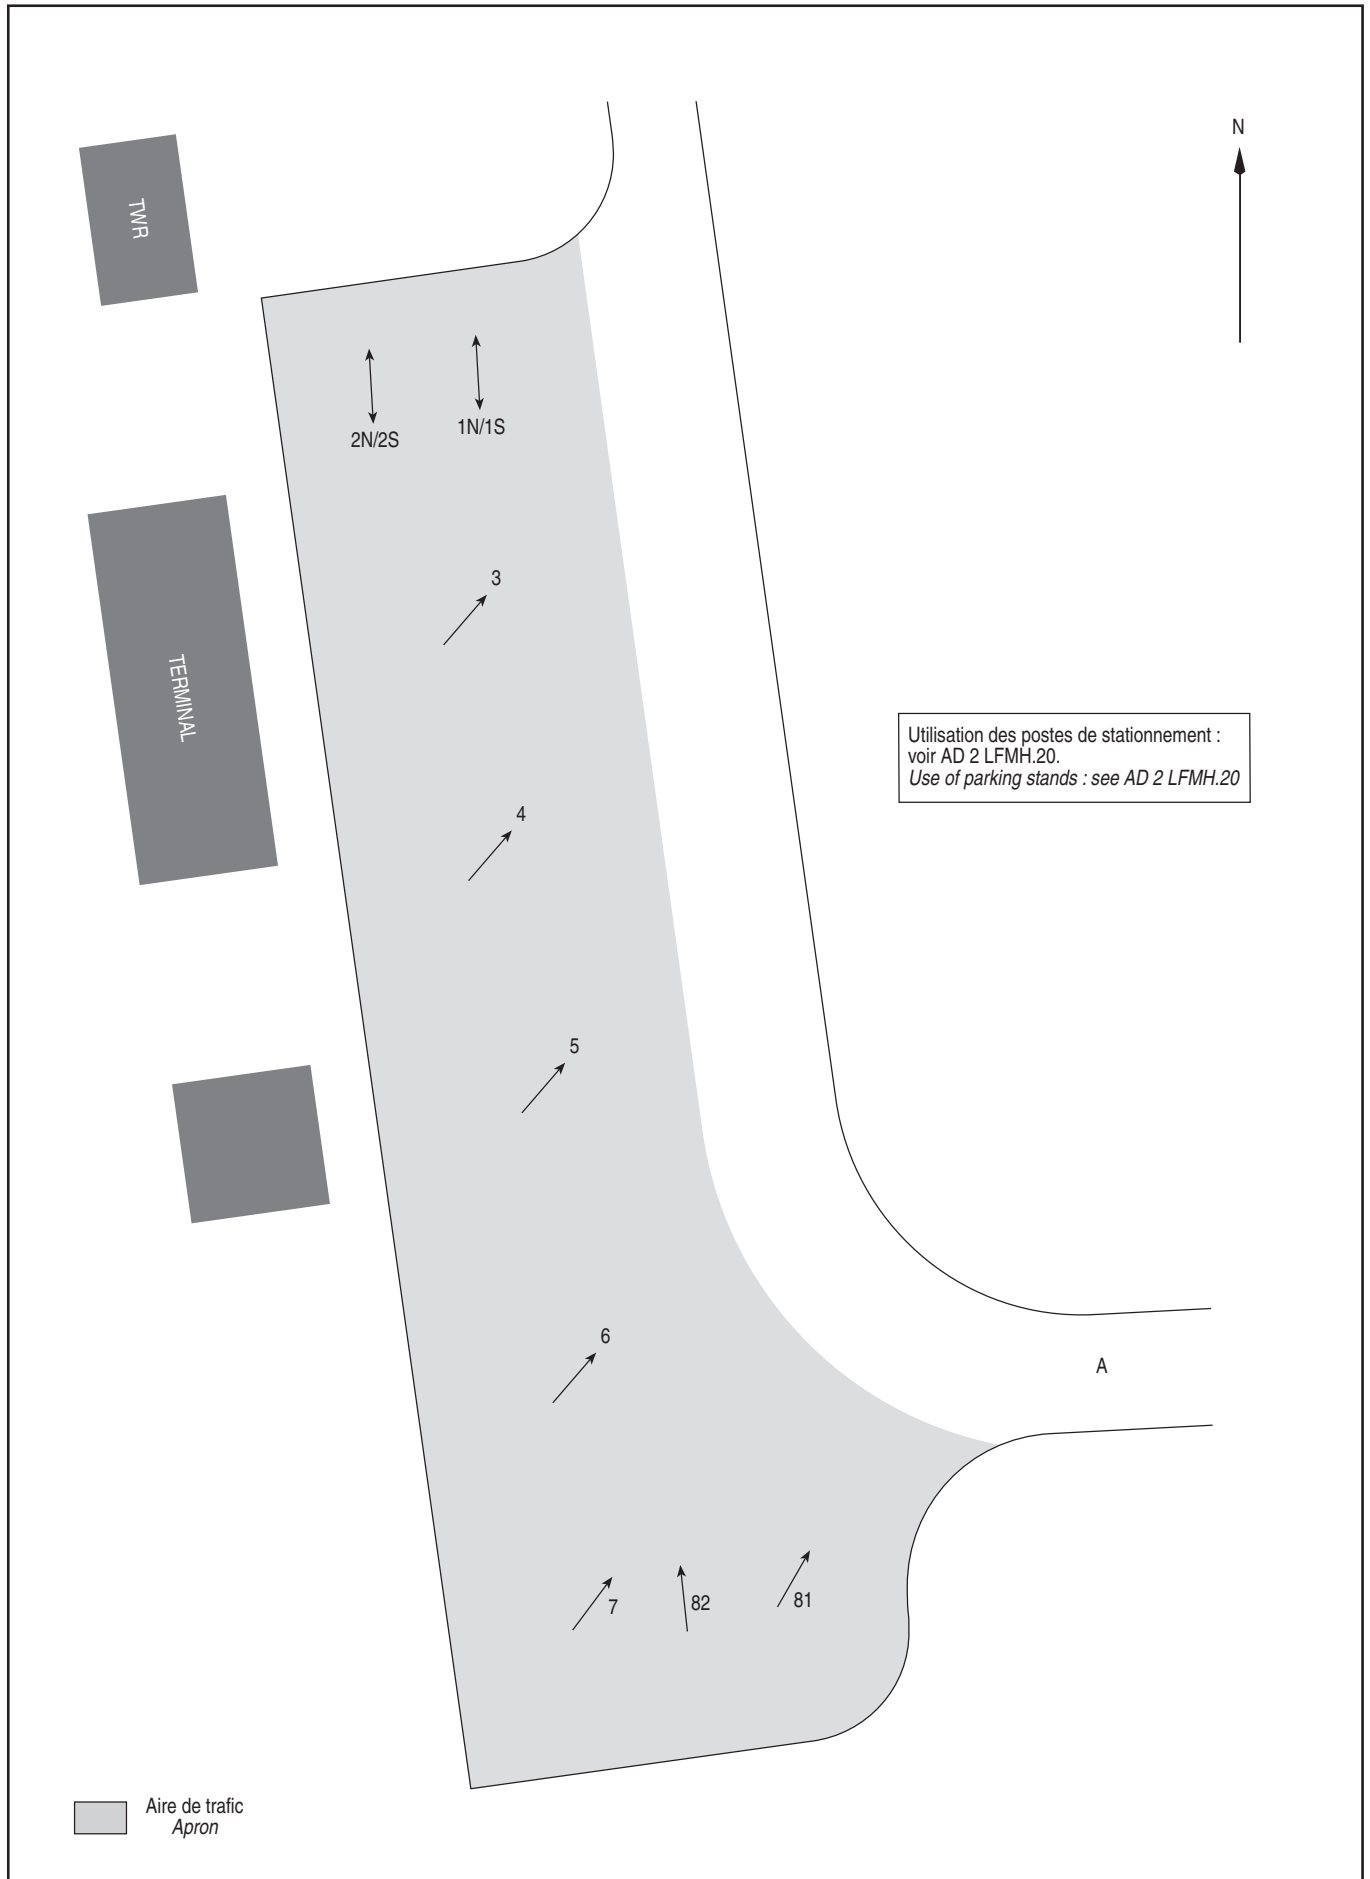 N
TWR
2N/2S
1N/1S
3
TERMINAL
Utilisation des postes de stationnement :
voir AD 2 LFMH.20.
Use of parking stands : see AD 2 LFMH.20
4
5
6
A
7
82
81
Aire de trafic
Apron